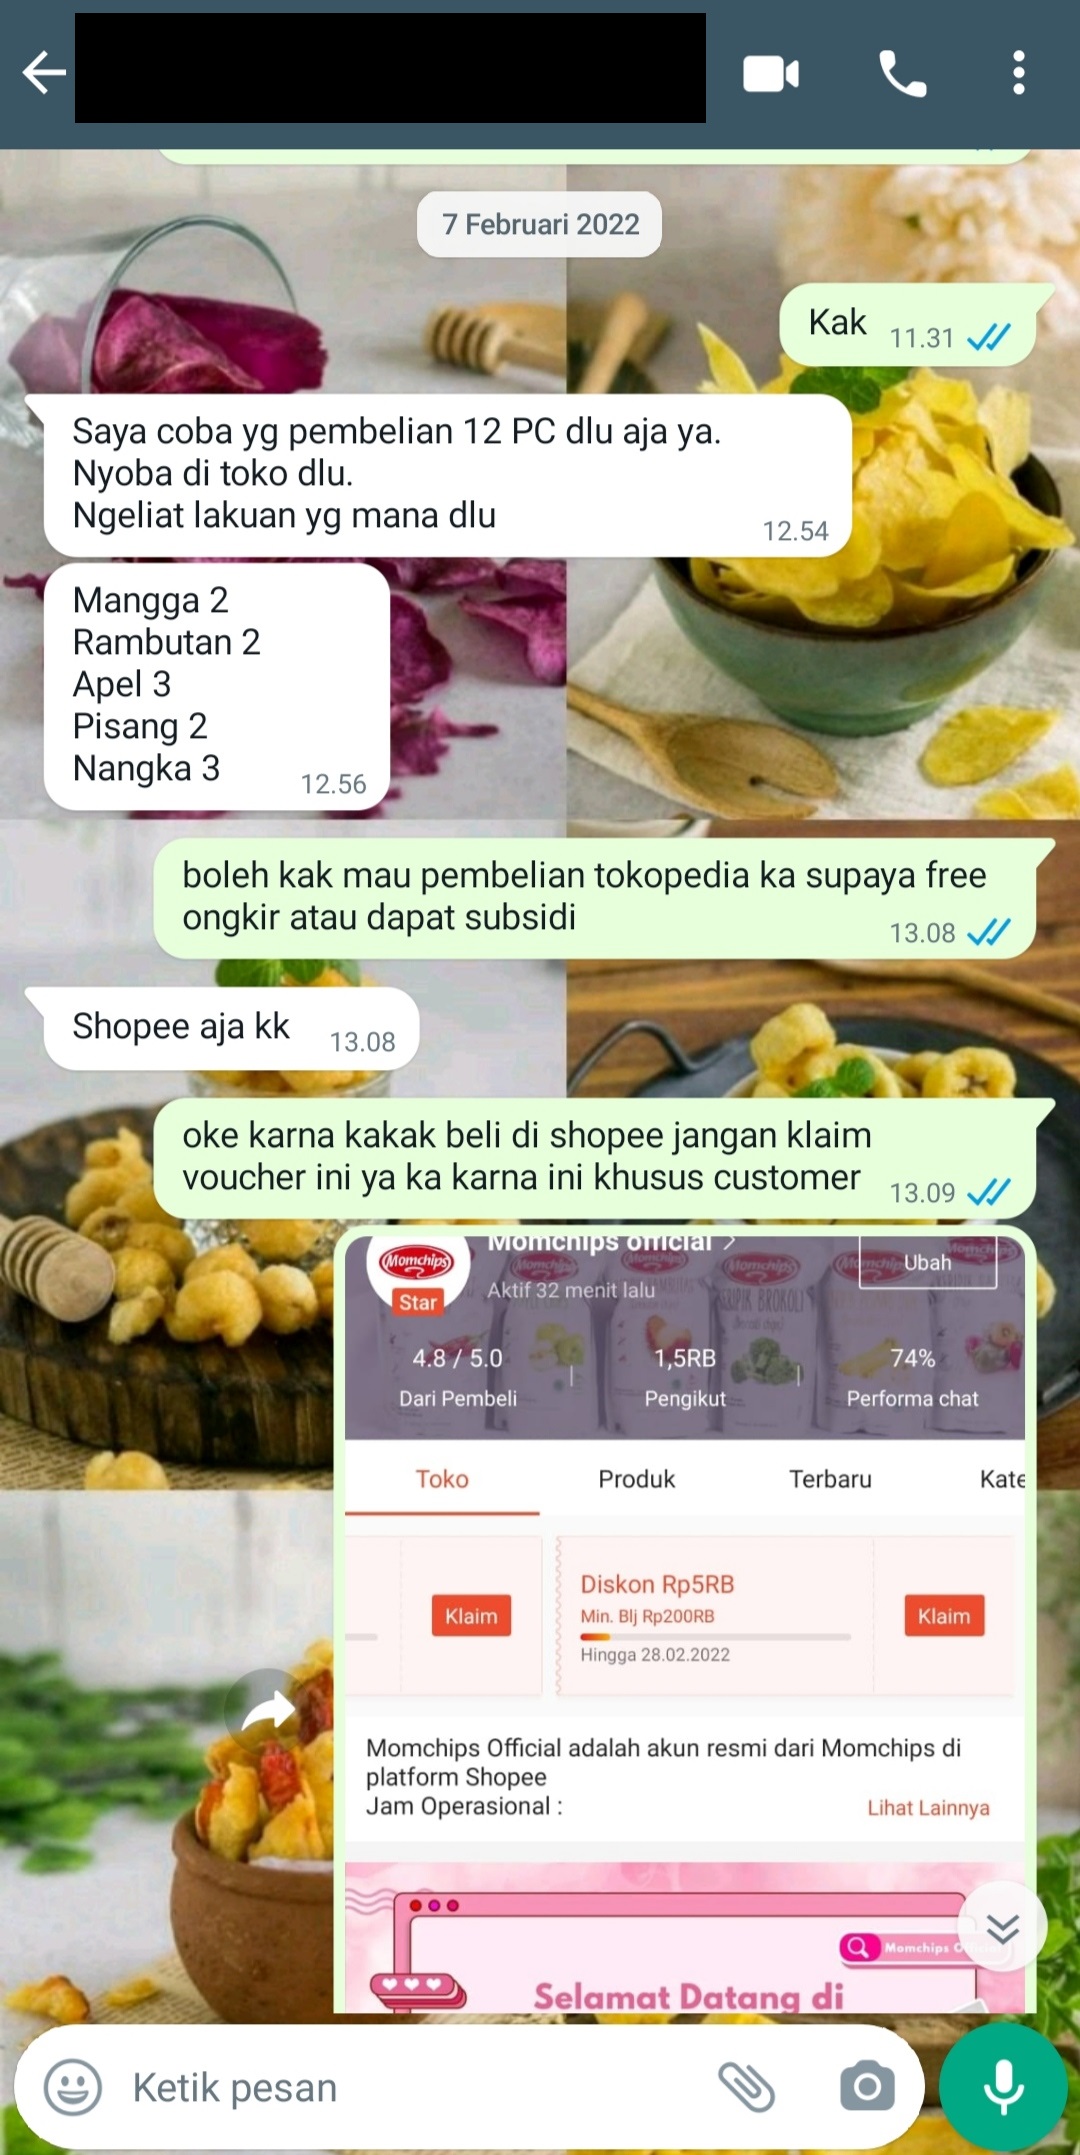 7 Februari 2022
Kak 11.31
Saya coba yg pembelian 12 PC dlu aja ya.
Nyoba di toko dlu.
Ngeliat lakuan yg mana dlu 12.54
Mangga 2
Rambutan 2
Apel 3
Pisang 2
Nangka 3 12.56
boleh kak mau pembelian tokopedia ka supaya free
ongkir atau dapat subsidi 13.08
Shopee aja kk 13.08
oke karna kakak beli di shopee jangan klaim
voucher ini ya ka karna ini khusus customer 13.09
Momchips official
Momchips
Ubah
Star
Aktif 32 menit lalu
4.8 / 5.0 1,5RB 74%
Dari Pembeli Pengikut Performa chat
Toko Produk Terbaru Kate
Diskon Rp5RB
Klaim Min. Blj Rp200RB Klaim
Hingga 28.02.2022
Momchips Official adalah akun resmi dari Momchips di
platform Shopee
Jam Operasional : Lihat Lainnya
Momchips
Selamat Datang di
Ketik pesan